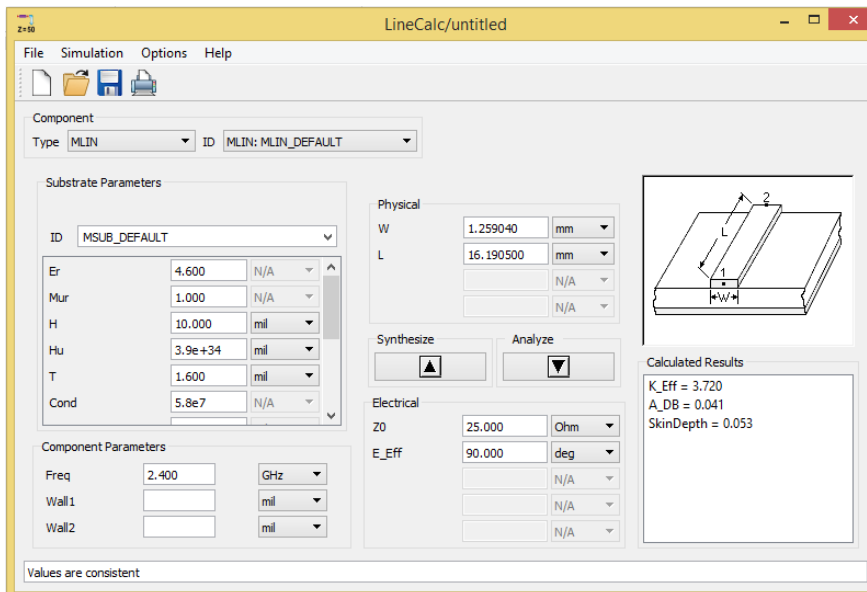 Z=50
LineCalc/untitled
File Simulation Options Help
Component
Type MLIN ID MLIN: MLIN_DEFAULT
Substrate Parameters
ID MSUB_DEFAULT
Er 4.600 N/A
Mur 1.000 N/A
H 10.000 mil
Hu 3.9e+34 mil
T 1.600 mil
Cond 5.8e7 N/A
Component Parameters
Freq 2.400 GHz
Wall1 mil
Wall2 mil
Physical
W 1.259040 mm
L 16.190500 mm
N/A
N/A
Synthesize Analyze
Electrical
Z0 25.000 Ohm
E_Eff 90.000 deg
N/A
N/A
N/A
2
L
1
W
Calculated Results
K_Eff = 3.720
A_DB = 0.041
SkinDepth = 0.053
Values are consistent